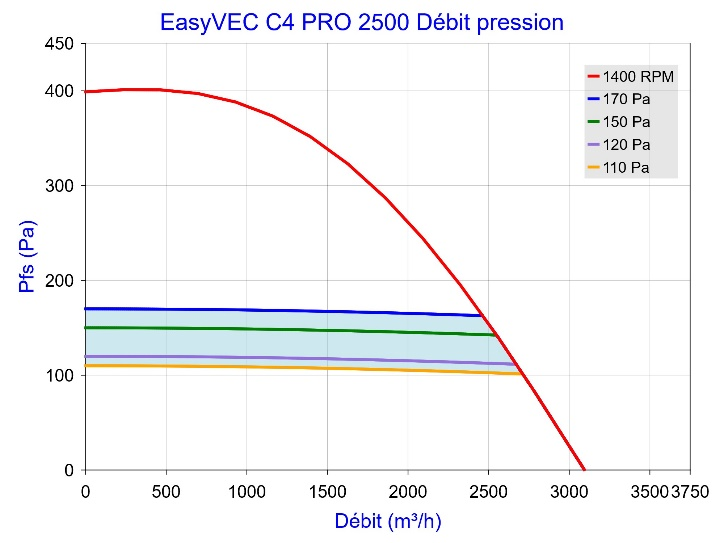 EasyVEC C4 PRO 2500 Débit pression
450
400
300
200
100
0
Pfs (Pa)
1400 RPM
170 Pa
150 Pa
120 Pa
110 Pa
0 500 1000 1500 2000 2500 3000 3500 3750
Débit (m³/h)